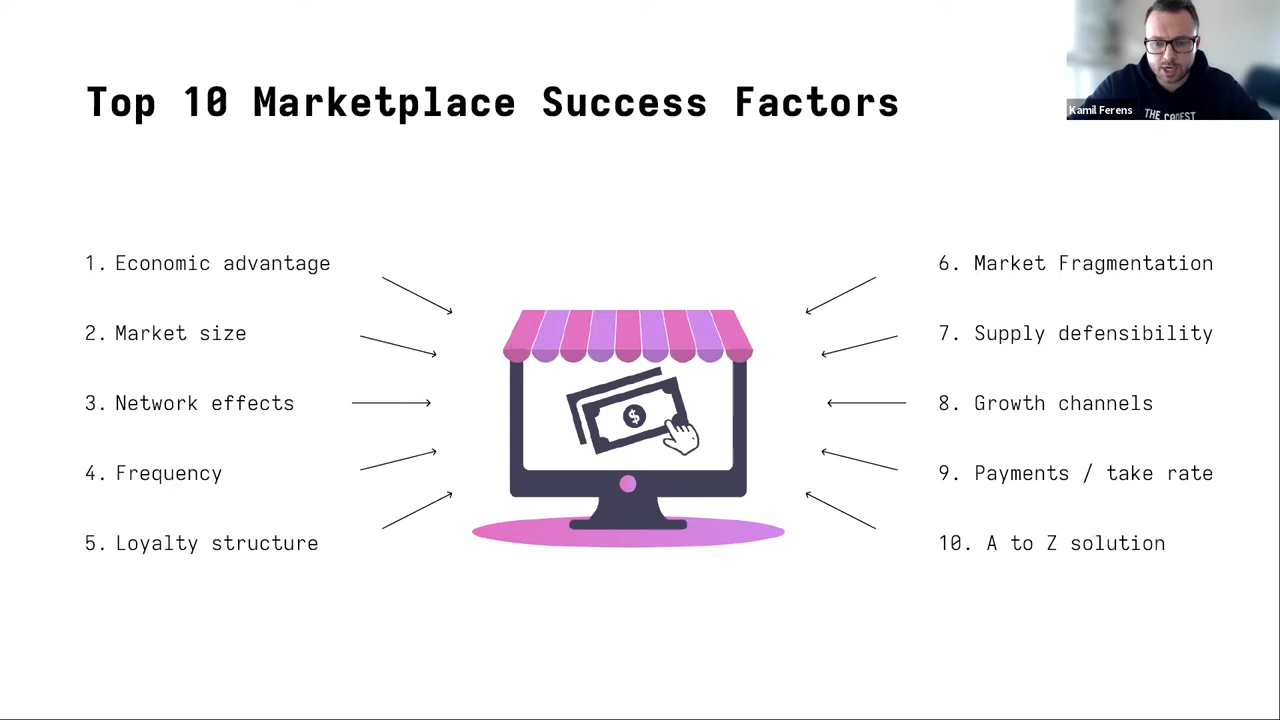 Top 10 Marketplace Success Factors
Kamil Ferens
THE
1. Economic advantage
2. Market size
3. Network effects
4. Frequency
5. Loyalty structure
$
6. Market Fragmentation
7. Supply defensibility
8. Growth channels
9. Payments / take rate
10. A to Z solution